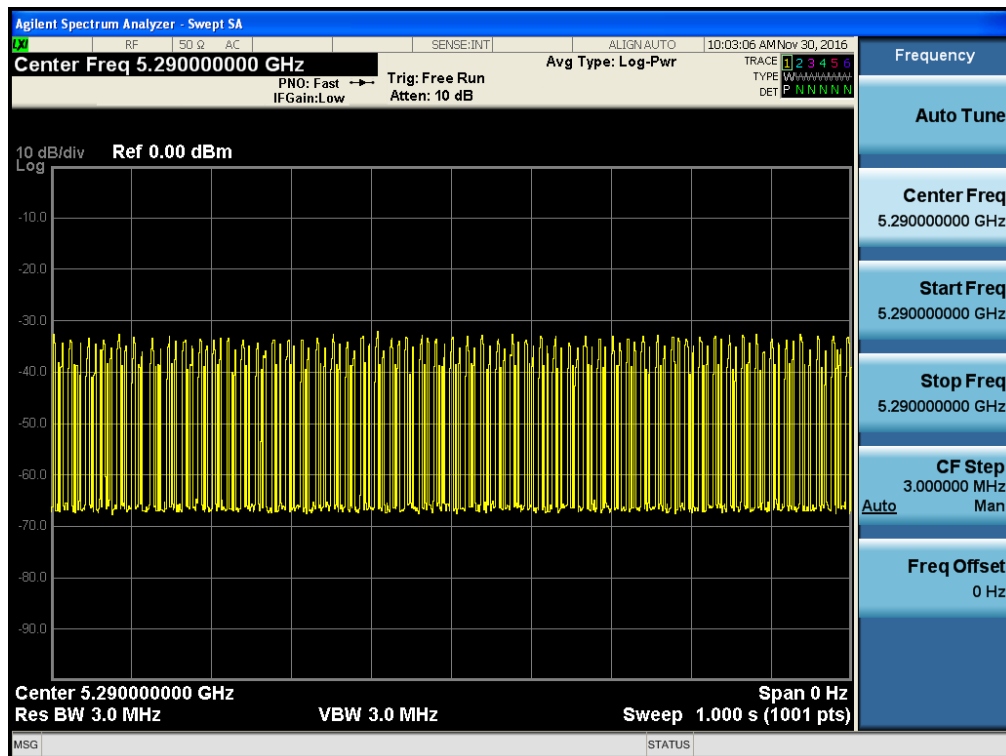 Agilent Spectrum Analyzer - Swept SA
LXI RF 50 Ω AC SENSE:INT ALIGN AUTO 10:03:06 AM Nov 30, 2016
Center Freq 5.290000000 GHz
PNO: Fast
IFGain:Low
Trig: Free Run
Atten: 10 dB
Avg Type: Log-Pwr
TRACE 1 2 3 4 5 6
TYPE W
DET P N N N N N
10 dB/div Ref 0.00 dBm
Log
-10.0
-20.0
-30.0
-40.0
-50.0
-60.0
-70.0
-80.0
-90.0
Center 5.290000000 GHz Span 0 Hz
Res BW 3.0 MHz VBW 3.0 MHz Sweep 1.000 s (1001 pts)
MSG STATUS
Frequency
Auto Tune
Center Freq
5.290000000 GHz
Start Freq
5.290000000 GHz
Stop Freq
5.290000000 GHz
CF Step
3.000000 MHz
Auto Man
Freq Offset
0 Hz